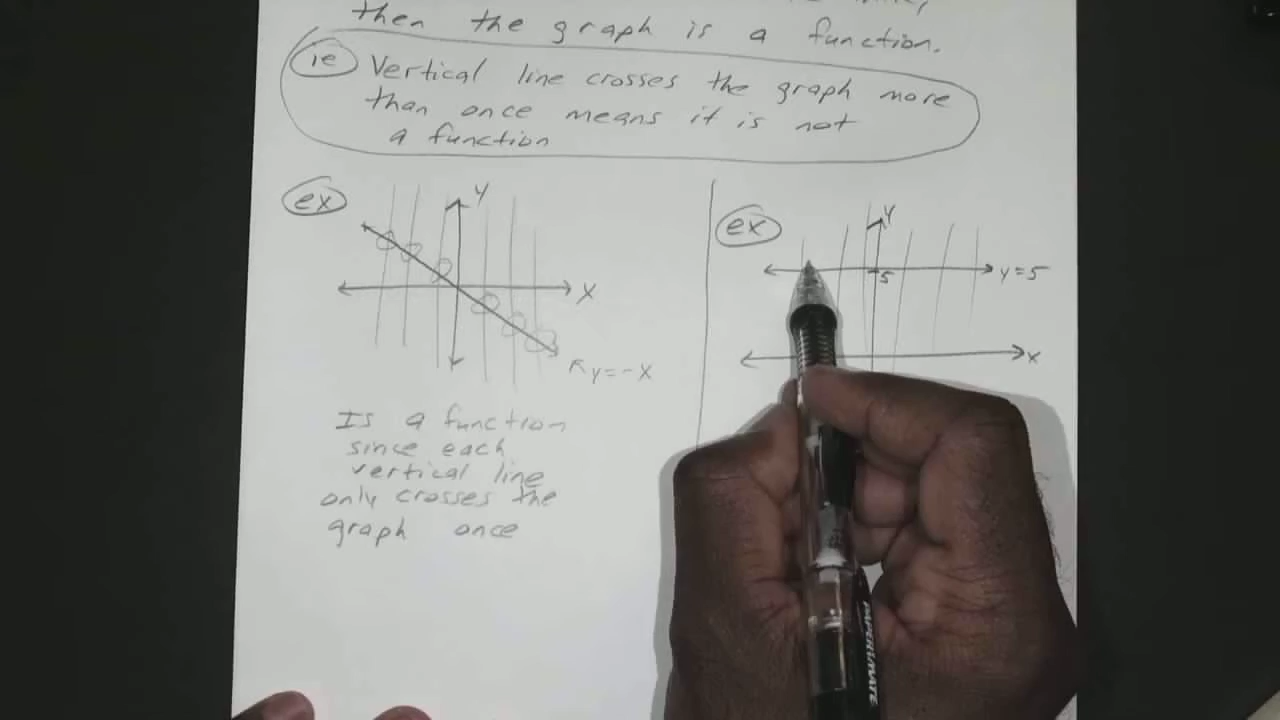 then the graph is a function.
ie Vertical line crosses the graph more
than once means it is not
a function
ex
Y
X
y=-x
Is a function
since each
vertical line
only crosses the
graph once
ex
Y
5
y=5
x
PAPERMATE